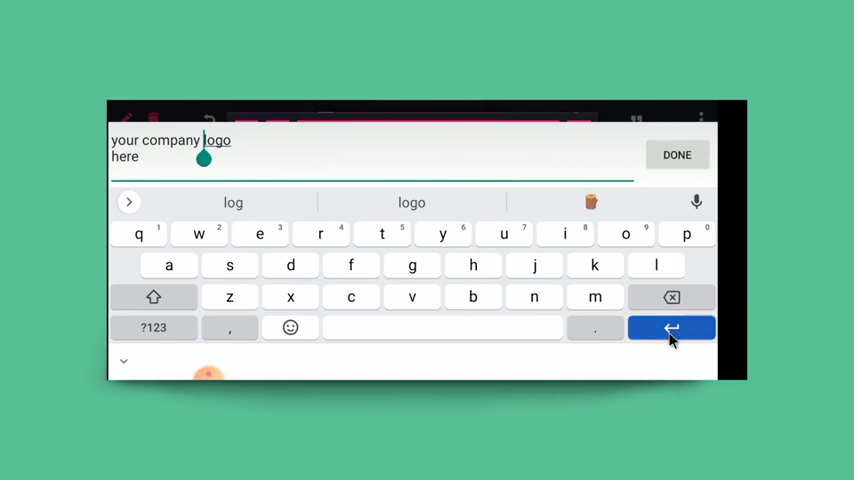 your company logo
here
DONE
log logo
q 1 w 2 e 3 r 4 t 5 y 6 u 7 i 8 o 9 p 0
a s d f g h j k l
z x c v b n m
?123 , .